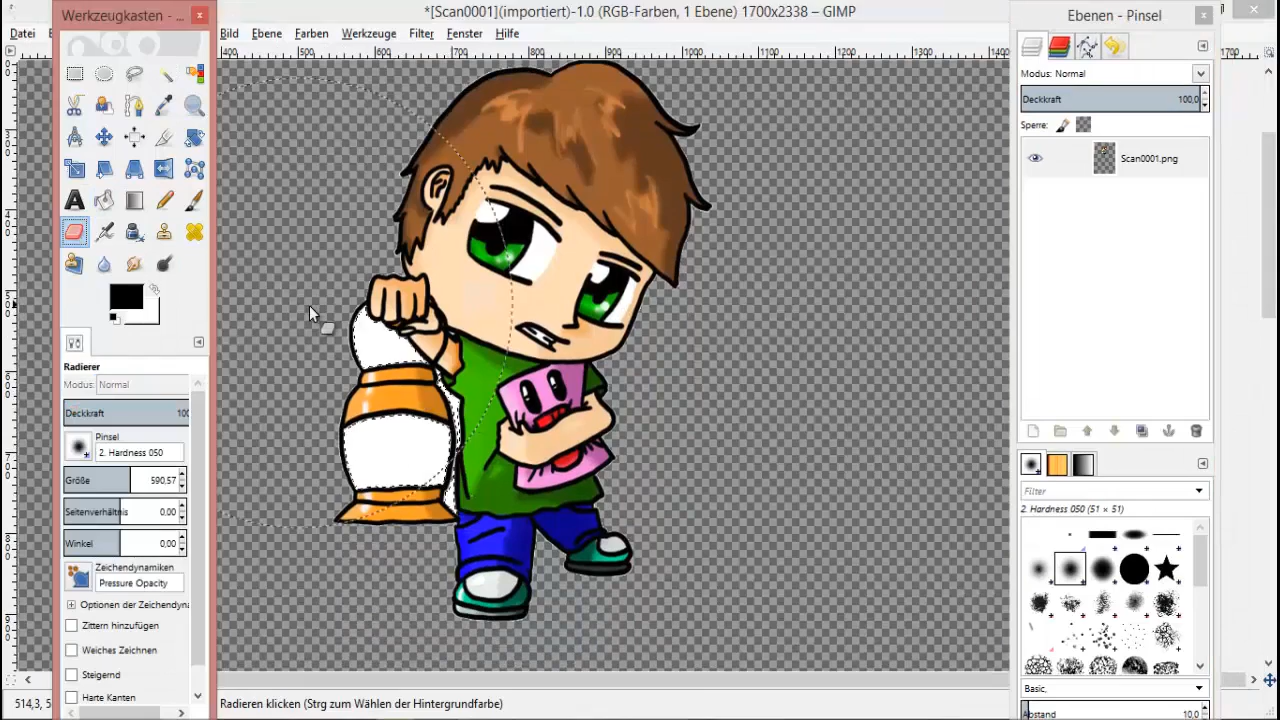 Werkzeugkasten - ...
*[Scan0001](importiert)-1.0 (RGB-Farben, 1 Ebene) 1700x2338 – GIMP
Ebenen - Pinsel
Datei
Bild Ebene Farben Werkzeuge Filter Fenster Hilfe
400 500 600 700 800 900 1000 1100 1200 1300 1400
Modus: Normal
Deckkraft 100,0
Sperre:
Scan0001.png
Radierer
Modus: Normal
Deckkraft 100
Pinsel
2. Hardness 050
Größe 590,57
Seitenverhältnis 0,00
Winkel 0,00
Zeichendynamiken
Pressure Opacity
Optionen der Zeichendyna
Zittern hinzufügen
Weiches Zeichnen
Steigernd
Harte Kanten
Filter
2. Hardness 050 (51 × 51)
Basic,
Abstand 10,0
514,3, 5
Radieren klicken (Strg zum Wählen der Hintergrundfarbe)